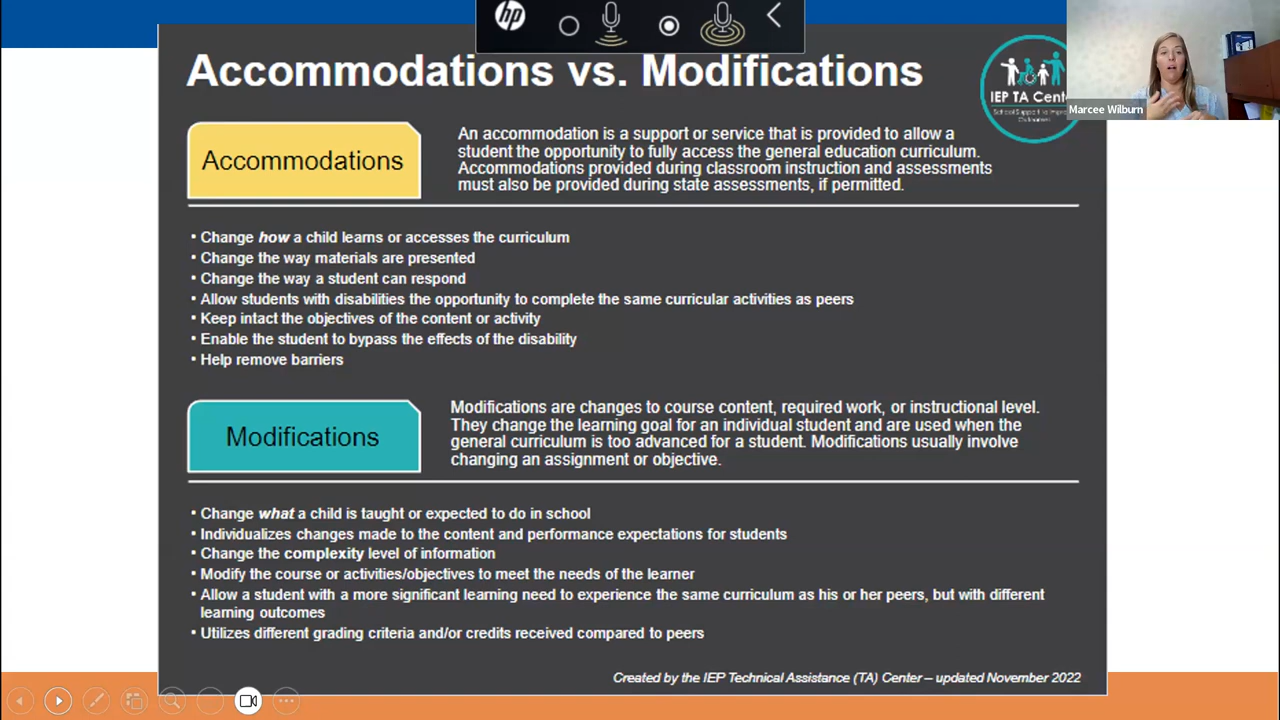 hp
Accommodations vs. Modifications
IEP TA Cent
Marcee Wilburn
Accommodations
An accommodation is a support or service that is provided to allow a
student the opportunity to fully access the general education curriculum.
Accommodations provided during classroom instruction and assessments
must also be provided during state assessments, if permitted.
• Change how a child learns or accesses the curriculum
• Change the way materials are presented
• Change the way a student can respond
• Allow students with disabilities the opportunity to complete the same curricular activities as peers
• Keep intact the objectives of the content or activity
• Enable the student to bypass the effects of the disability
• Help remove barriers
Modifications
Modifications are changes to course content, required work, or instructional level.
They change the learning goal for an individual student and are used when the
general curriculum is too advanced for a student. Modifications usually involve
changing an assignment or objective.
• Change what a child is taught or expected to do in school
• Individualizes changes made to the content and performance expectations for students
• Change the complexity level of information
• Modify the course or activities/objectives to meet the needs of the learner
• Allow a student with a more significant learning need to experience the same curriculum as his or her peers, but with different
learning outcomes
• Utilizes different grading criteria and/or credits received compared to peers
Created by the IEP Technical Assistance (TA) Center – updated November 2022